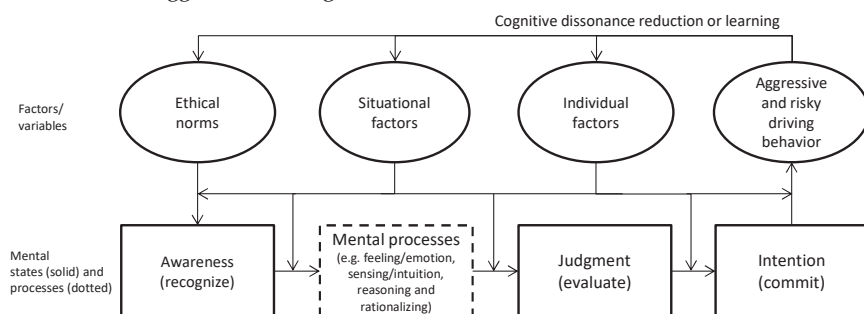 Cognitive dissonance reduction or learning
Factors/
variables
Ethical
norms
Situational
factors
Individual
factors
Aggressive
and risky
driving
behavior
Mental
states (solid) and
processes (dotted)
Awareness
(recognize)
Mental processes
(e.g. feeling/emotion,
sensing/intuition,
reasoning and
rationalizing)
Judgment
(evaluate)
Intention
(commit)